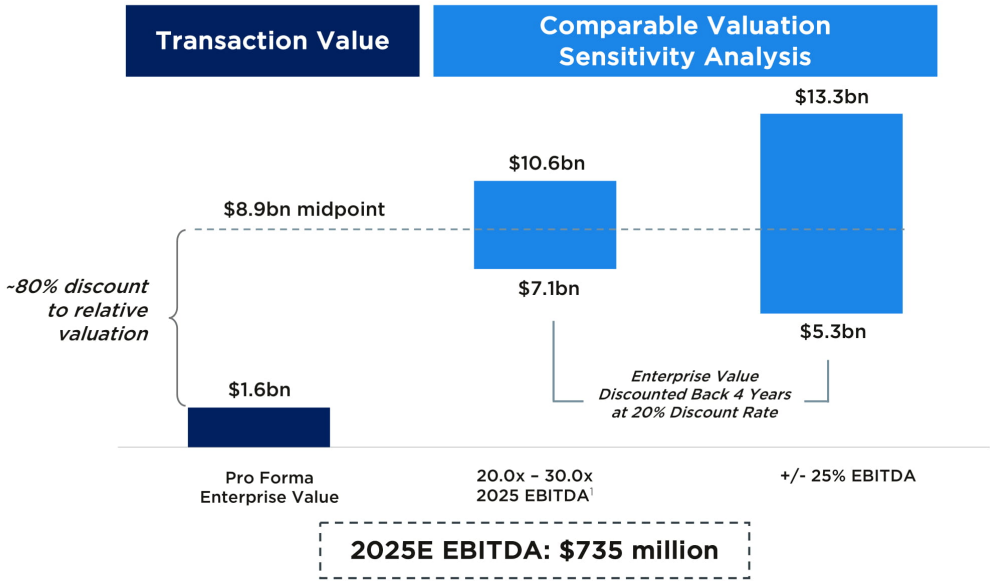 Transaction Value
Comparable Valuation
Sensitivity Analysis
$13.3bn
$10.6bn
$8.9bn midpoint
~80% discount
to relative
valuation
$7.1bn
$5.3bn
$1.6bn
Enterprise Value
Discounted Back 4 Years
at 20% Discount Rate
Pro Forma
Enterprise Value
20.0x – 30.0x
2025 EBITDA¹
+/- 25% EBITDA
2025E EBITDA: $735 million